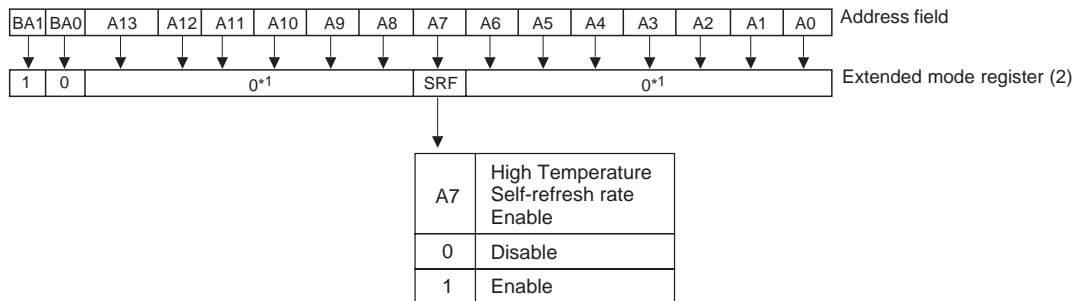 BA1 BA0 A13 A12 A11 A10 A9 A8 A7 A6 A5 A4 A3 A2 A1 A0 Address field
1 0 0*1 SRF 0*1 Extended mode register (2)
A7 High Temperature
Self-refresh rate
Enable
0 Disable
1 Enable